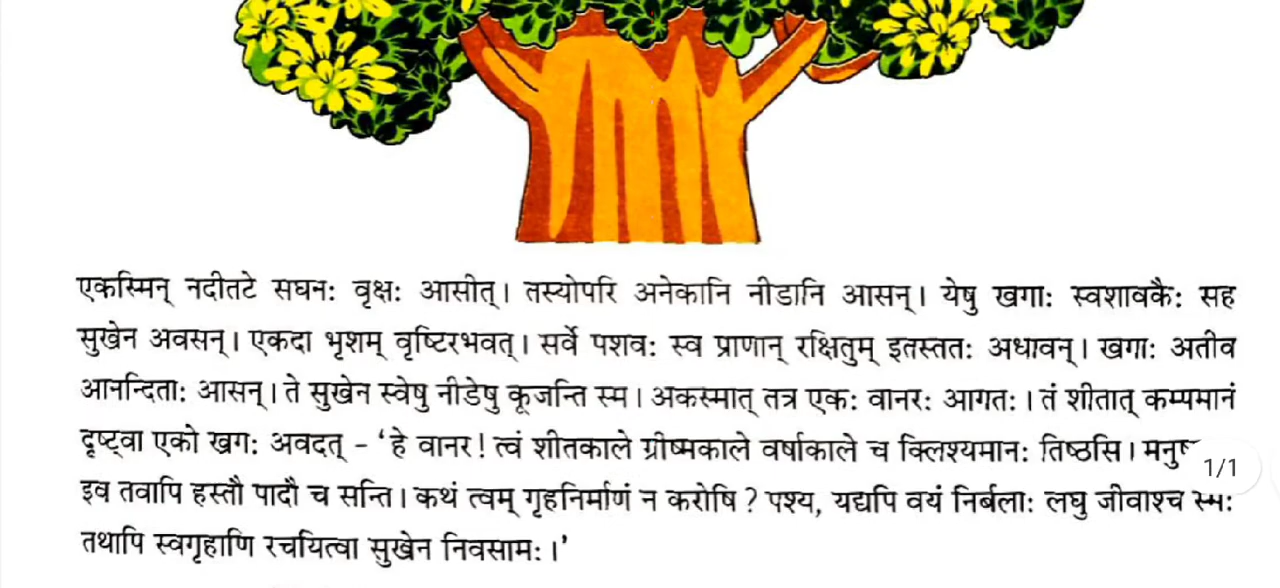 एकस्मिन् नदीतटे सघनः वृक्षः आसीत्। तस्योपरि अनेकानि नीडानि आसन्। येषु खगाः स्वशावकैः सह
सुखेन अवसन्। एकदा भृशम् वृष्टिरभवत्। सर्वे पशवः स्व प्राणान् रक्षितुम् इतस्ततः अधावन्। खगाः अतीव
आनन्दिताः आसन्। ते सुखेन स्वेषु नीडेषु कूजन्ति स्म। अकस्मात् तत्र एकः वानरः आगतः। तं शीतात् कम्पमानं
दृष्ट्वा एको खगः अवदत् – 'हे वानर! त्वं शीतकाले ग्रीष्मकाले वर्षाकाले च क्लिश्यमानः तिष्ठसि।
1/1
इव तवापि हस्तौ पादौ च सन्ति। कथं त्वम् गृहनिर्माणं न करोषि? पश्य, यद्यपि वयं निर्बलाः लघु जीवाश्च स्मः
तथापि स्वगृहाणि रचयित्वा सुखेन निवसामः।'